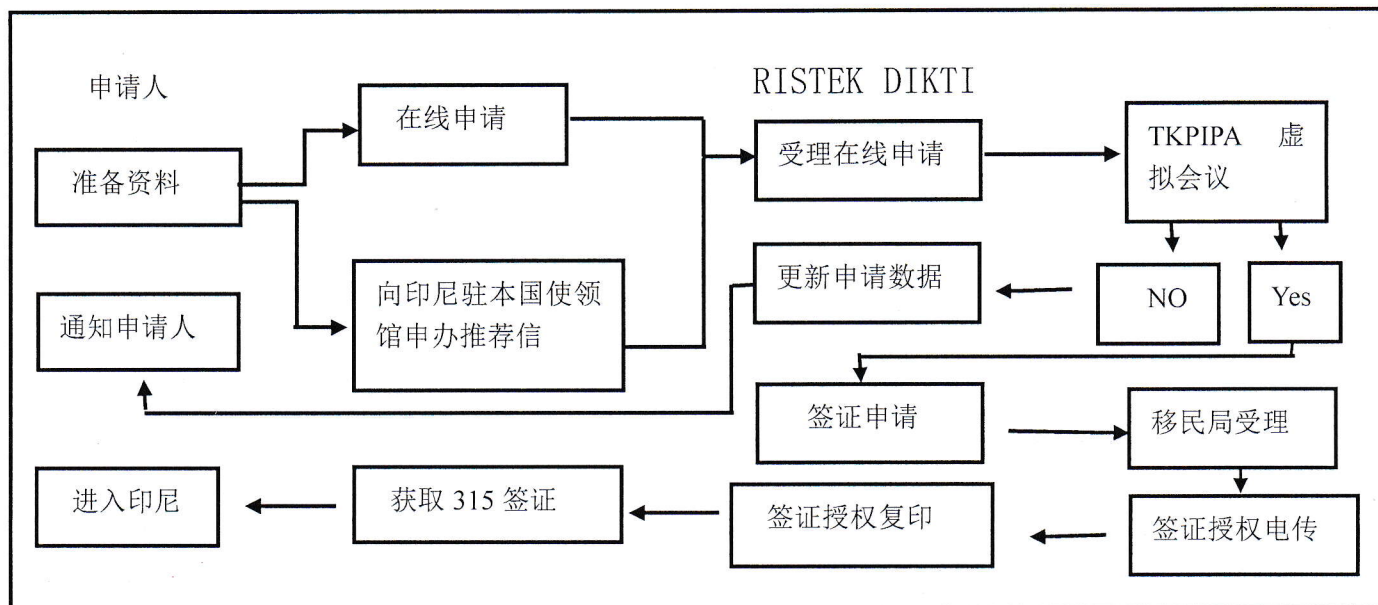 申请人
RISTEK DIKTI
准备资料
在线申请
受理在线申请
TKPIPA 虚
拟会议
向印尼驻本国使领
馆申办推荐信
更新申请数据
NO
Yes
通知申请人
签证申请
移民局受理
进入印尼
获取 315 签证
签证授权复印
签证授权电传